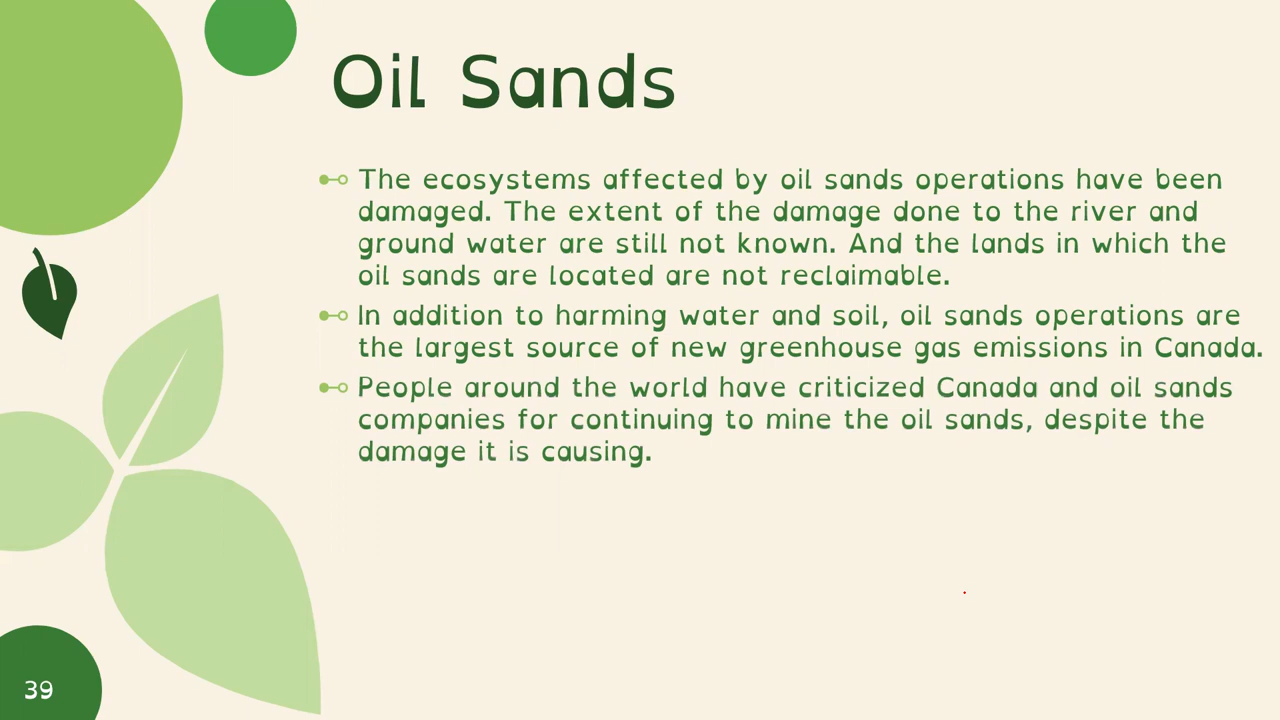 Oil Sands
The ecosystems affected by oil sands operations have been
damaged. The extent of the damage done to the river and
ground water are still not known. And the lands in which the
oil sands are located are not reclaimable.
In addition to harming water and soil, oil sands operations are
the largest source of new greenhouse gas emissions in Canada.
People around the world have criticized Canada and oil sands
companies for continuing to mine the oil sands, despite the
damage it is causing.
39